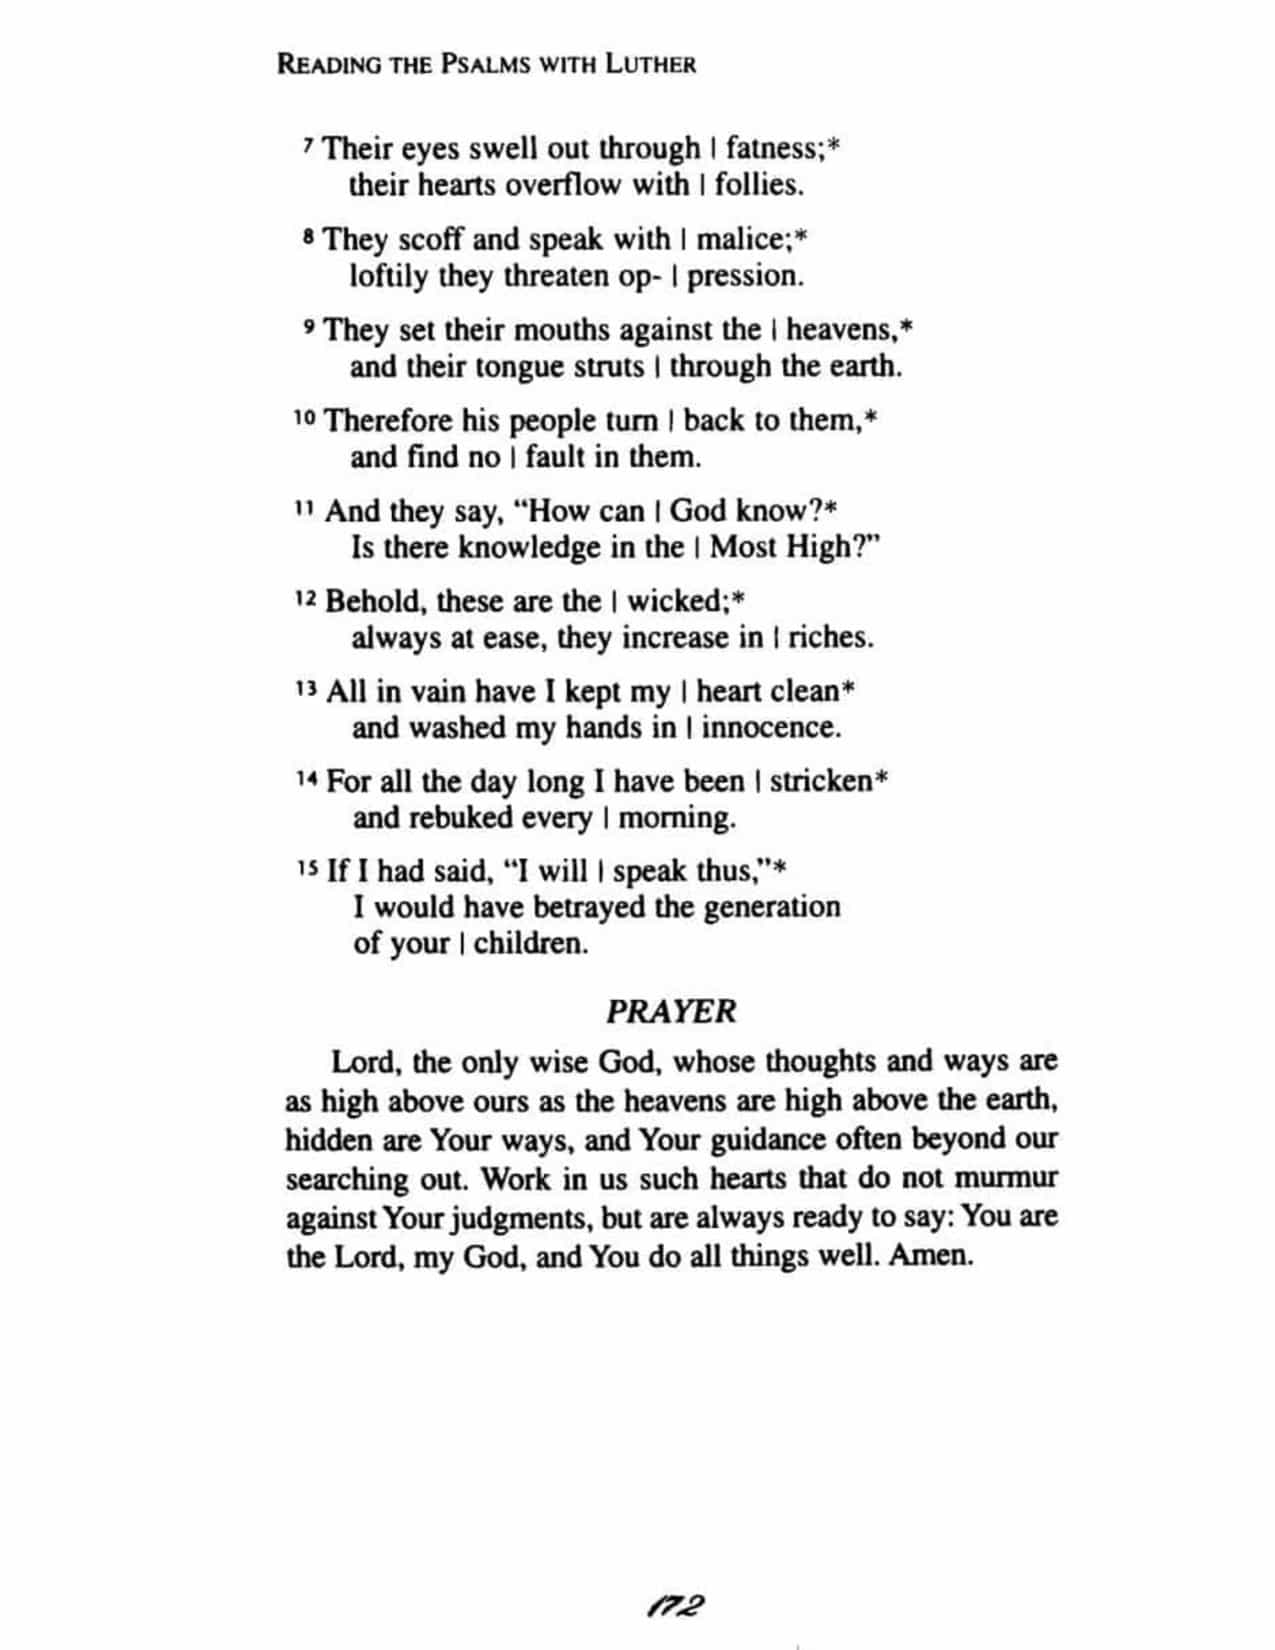 READING THE PSALMS WITH LUTHER
7 Their eyes swell out through | fatness;*
their hearts overflow with | follies.
8 They scoff and speak with | malice;*
loftily they threaten op- | pression.
9 They set their mouths against the | heavens,*
and their tongue struts | through the earth.
10 Therefore his people turn | back to them,*
and find no | fault in them.
11 And they say, “How can | God know?*
Is there knowledge in the | Most High?”
12 Behold, these are the | wicked;*
always at ease, they increase in | riches.
13 All in vain have I kept my | heart clean*
and washed my hands in | innocence.
14 For all the day long I have been | stricken*
and rebuked every | morning.
15 If I had said, “I will | speak thus,”*
I would have betrayed the generation
of your | children.
PRAYER
Lord, the only wise God, whose thoughts and ways are
as high above ours as the heavens are high above the earth,
hidden are Your ways, and Your guidance often beyond our
searching out. Work in us such hearts that do not murmur
against Your judgments, but are always ready to say: You are
the Lord, my God, and You do all things well. Amen.
172